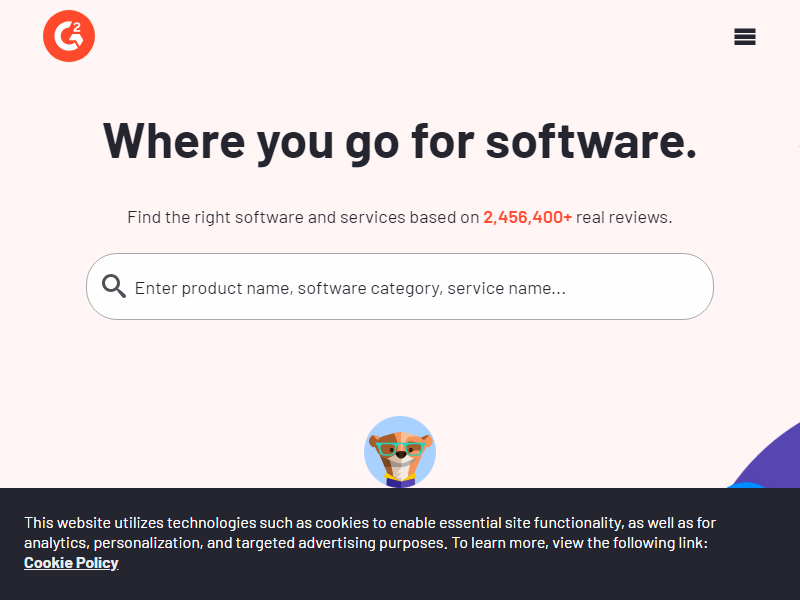 G2
Where you go for software.
Find the right software and services based on 2,456,400+ real reviews.
Enter product name, software category, service name...
This website utilizes technologies such as cookies to enable essential site functionality, as well as for
analytics, personalization, and targeted advertising purposes. To learn more, view the following link:
Cookie Policy